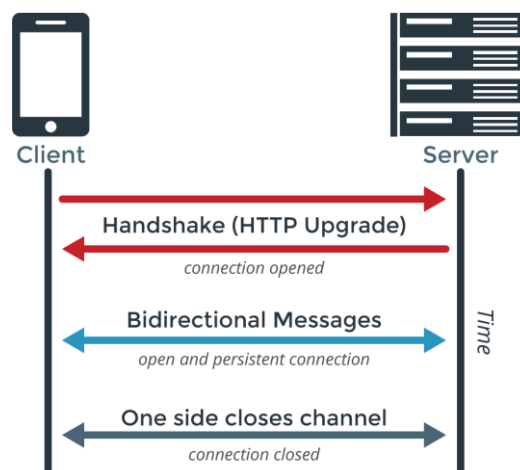 Client
Server
Handshake (HTTP Upgrade)
connection opened
Bidirectional Messages
open and persistent connection
Time
One side closes channel
connection closed